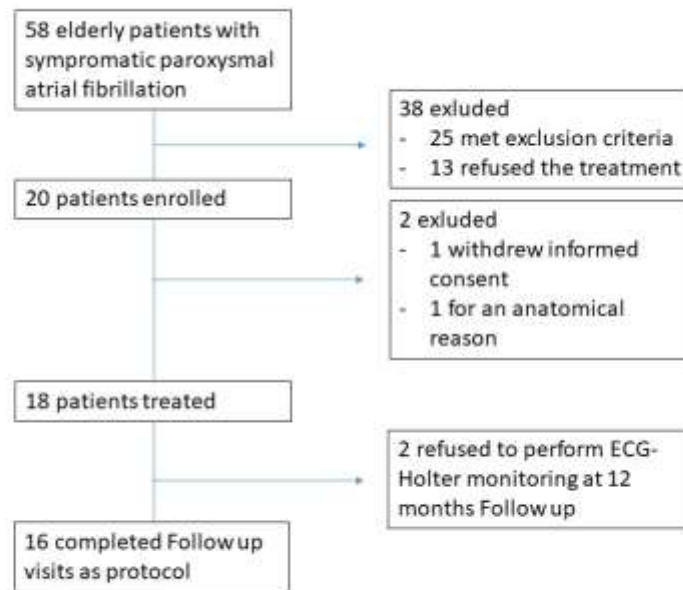 58 elderly patients with
sympromatic paroxysmal
atrial fibrillation
38 exluded
- 25 met exclusion criteria
- 13 refused the treatment
20 patients enrolled
2 exluded
- 1 withdrew informed
consent
- 1 for an anatomical
reason
18 patients treated
2 refused to perform ECG-
Holter monitoring at 12
months Follow up
16 completed Follow up
visits as protocol